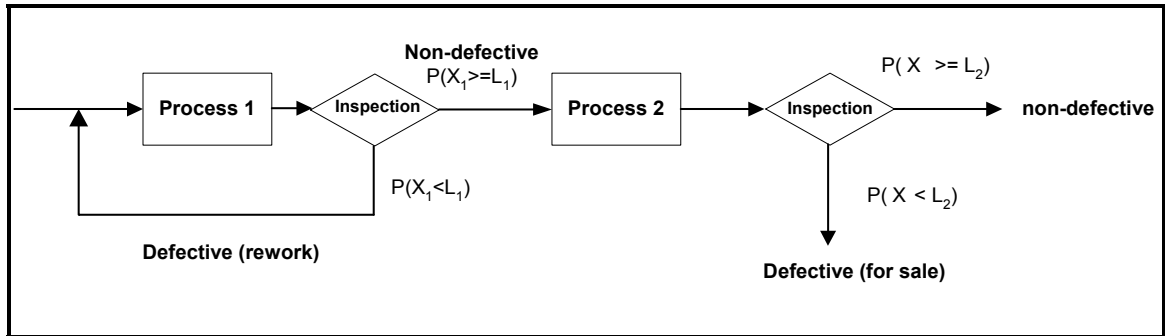 Non-defective
P(X₁>=L₁)
P( X >= L₂)
Process 1
Inspection
Process 2
Inspection
non-defective
P(X₁<L₁)
P( X < L₂)
Defective (rework)
Defective (for sale)